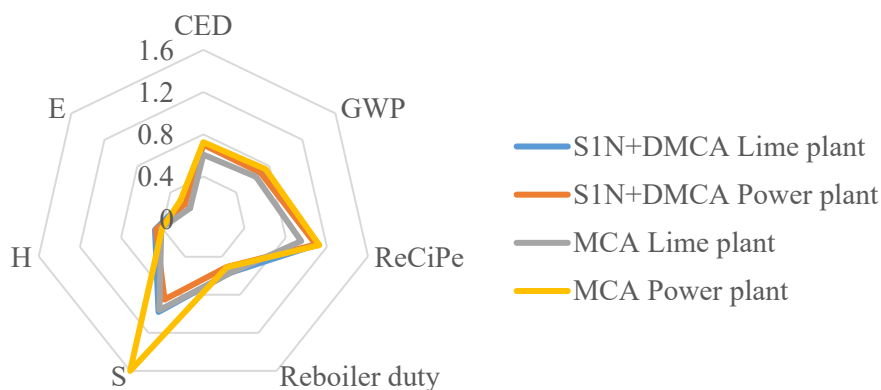 CED
1.6
1.2
0.8
0.4
0
E
GWP
H
ReCiPe
S
Reboiler duty
S1N+DMCA Lime plant
S1N+DMCA Power plant
MCA Lime plant
MCA Power plant